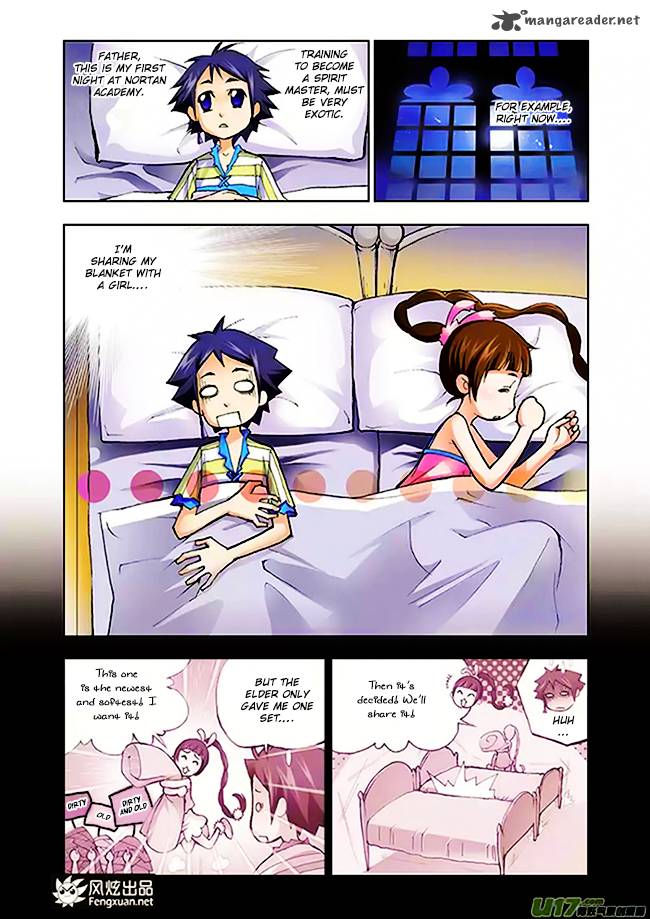 mangareader.net
FATHER,
THIS IS MY FIRST
NIGHT AT NORTAN
ACADEMY.
TRAINING
TO BECOME
A SPIRIT
MASTER, MUST
BE VERY
EXOTIC.
FOR EXAMPLE,
RIGHT NOW....
I'M
SHARING MY
BLANKET WITH
A GIRL....
This one
is the newest
and softest! I
want it!
BUT THE
ELDER ONLY
GAVE ME ONE
SET....
DIRTY
OLD
DIRTY
AND OLD
Then it's
decided! We'll
share it!
HUH
...
风炫出品
Fengxuan.net
U17.com